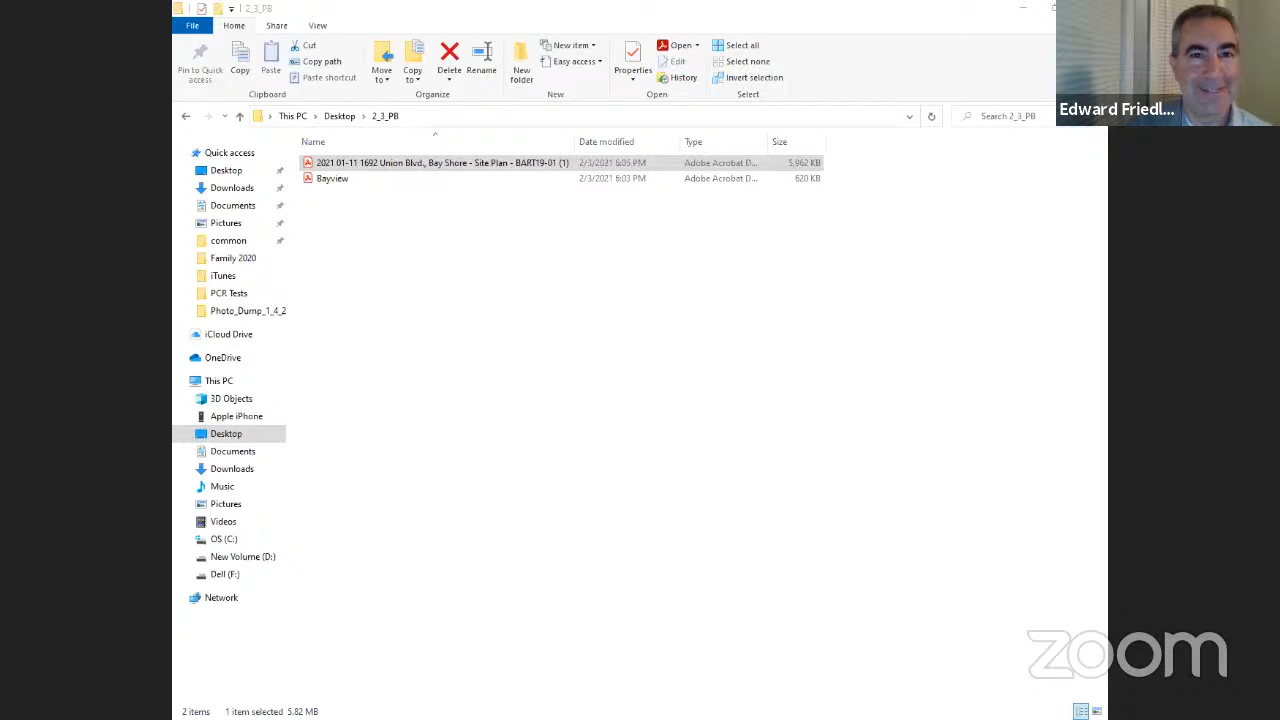 2_3_PB
File
Home
Share
View
Pin to Quick access
Copy
Paste
Cut
Copy path
Paste shortcut
Clipboard
Move to
Copy to
Delete
Rename
Organize
New folder
New item
Easy access
New
Properties
Open
Edit
History
Open
Select all
Select none
Invert selection
Select
Edward Friedl...
This PC
Desktop
2_3_PB
Search 2_3_PB
Name
Date modified
Type
Size
2021 01-11 1692 Union Blvd., Bay Shore - Site Plan - BART19-01 (1)
2/3/2021 6:05 PM
Adobe Acrobat D...
5,962 KB
Bayview
2/3/2021 6:03 PM
Adobe Acrobat D...
620 KB
Quick access
Desktop
Downloads
Documents
Pictures
common
Family 2020
iTunes
PCR Tests
Photo_Dump_1_4_2
iCloud Drive
OneDrive
This PC
3D Objects
Apple iPhone
Desktop
Documents
Downloads
Music
Pictures
Videos
OS (C:)
New Volume (D:)
Dell (F:)
Network
zoom
2 items
1 item selected 5.82 MB